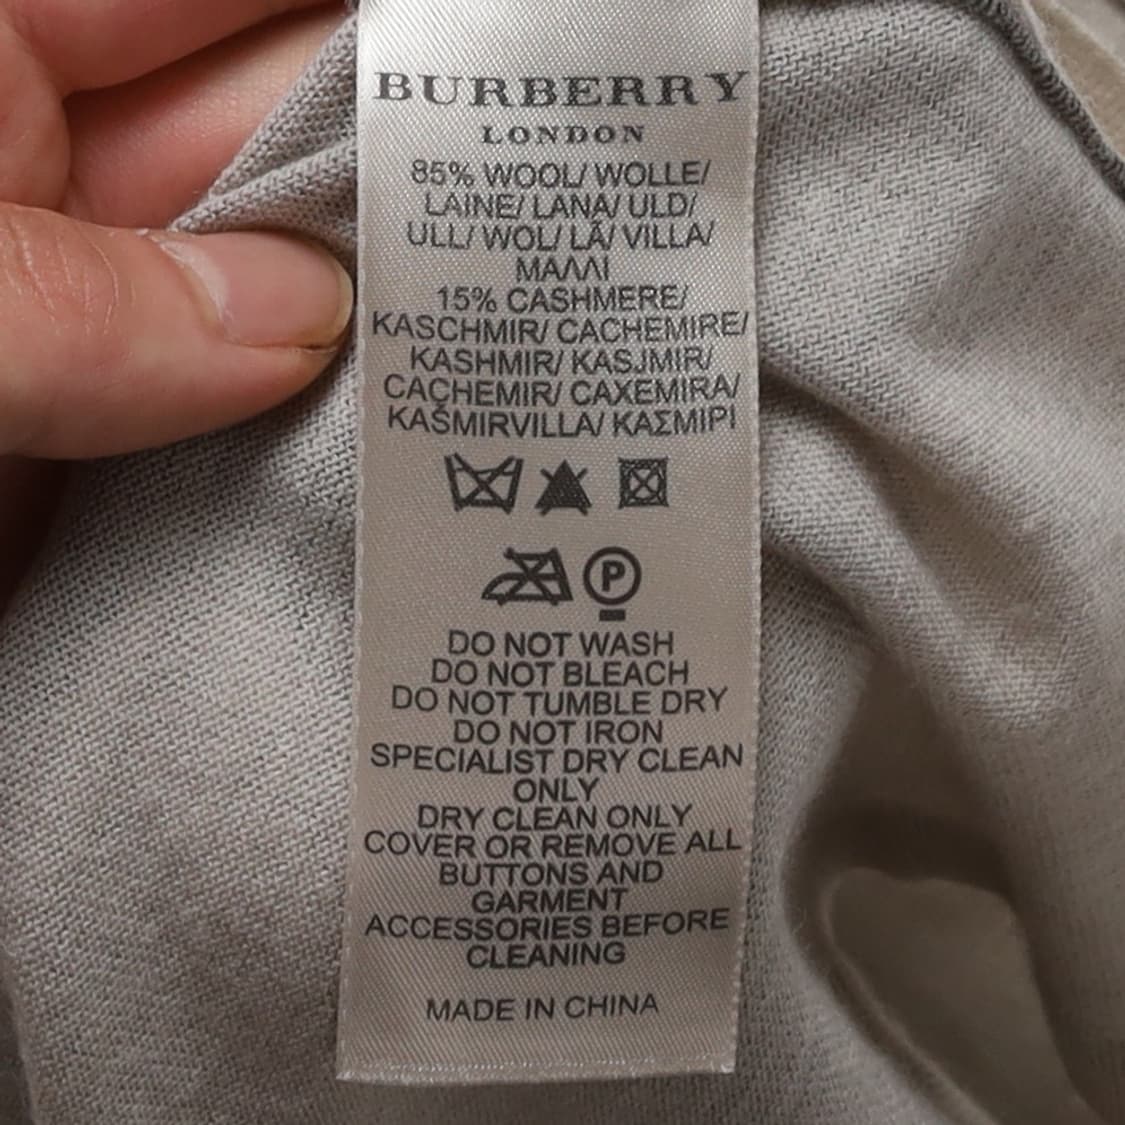 BURBERRY
LONDON
85% WOOL/ WOLLE/
LAINE/ LANA/ ULD/
ULL/ WOL/ LÃ/ VILLA/
ΜΑΛΛΙ
15% CASHMERE/
KASCHMIR/ CACHEMIRE/
KASHMIR/ KASJMIR/
CACHEMIR/ CAXEMIRA/
KAŠMIRVILLA/ ΚΑΣΜΙΡΙ
P
DO NOT WASH
DO NOT BLEACH
DO NOT TUMBLE DRY
DO NOT IRON
SPECIALIST DRY CLEAN
ONLY
DRY CLEAN ONLY
COVER OR REMOVE ALL
BUTTONS AND
GARMENT
ACCESSORIES BEFORE
CLEANING
MADE IN CHINA